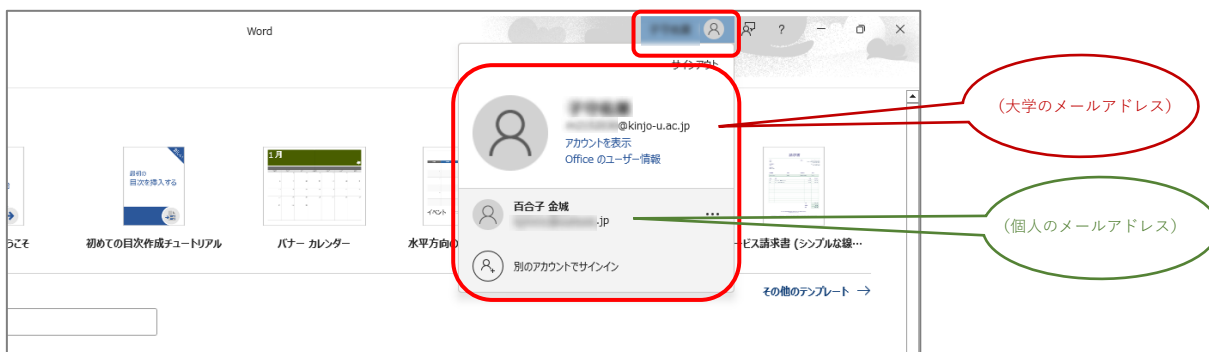 Word
?
サインアウト
@kinjo-u.ac.jp
アカウントを表示
Office のユーザー情報
(大学のメールアドレス)
最初の
目次を挿入する
1月
イベント
請求書
百合子 金城
.jp
(個人のメールアドレス)
うこそ
初めての目次作成チュートリアル
バナー カレンダー
水平方向の
ービス請求書 (シンプルな線…
別のアカウントでサインイン
その他のテンプレート →